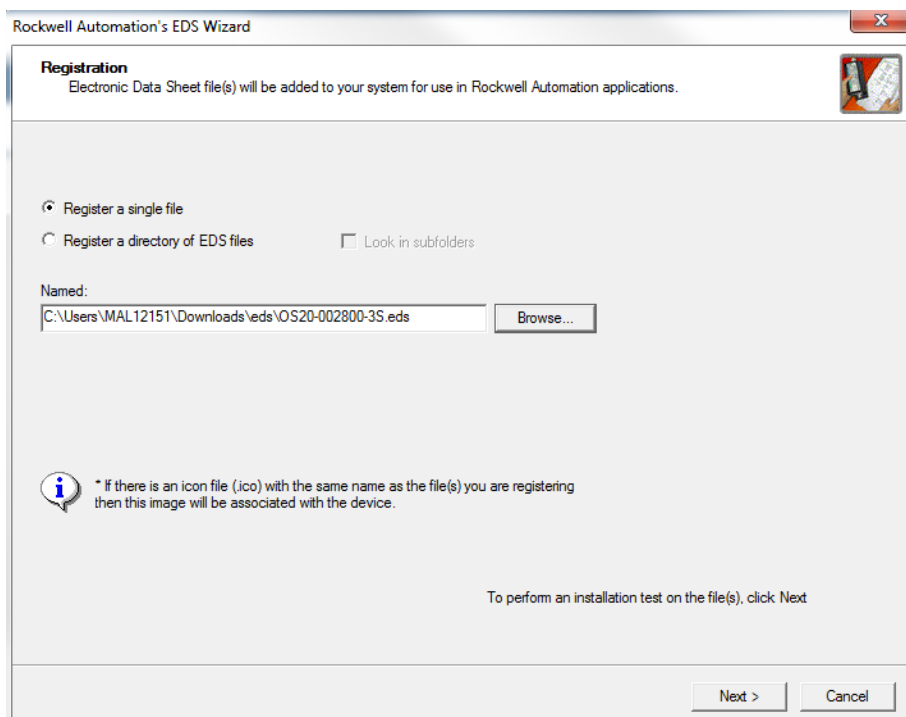 Rockwell Automation's EDS Wizard
Registration
Electronic Data Sheet file(s) will be added to your system for use in Rockwell Automation applications.
Register a single file
Register a directory of EDS files
Look in subfolders
Named:
C:\Users\MAL12151\Downloads\eds\OS20-002800-3S.eds
Browse...
* If there is an icon file (.ico) with the same name as the file(s) you are registering
then this image will be associated with the device.
To perform an installation test on the file(s), click Next
Next >
Cancel